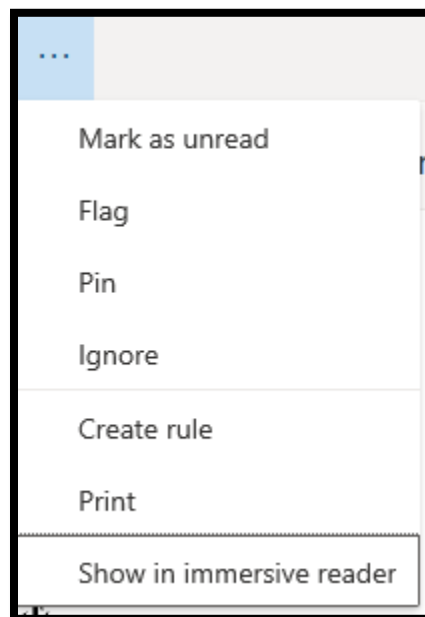 ...
Mark as unread
Flag
Pin
Ignore
Create rule
Print
Show in immersive reader